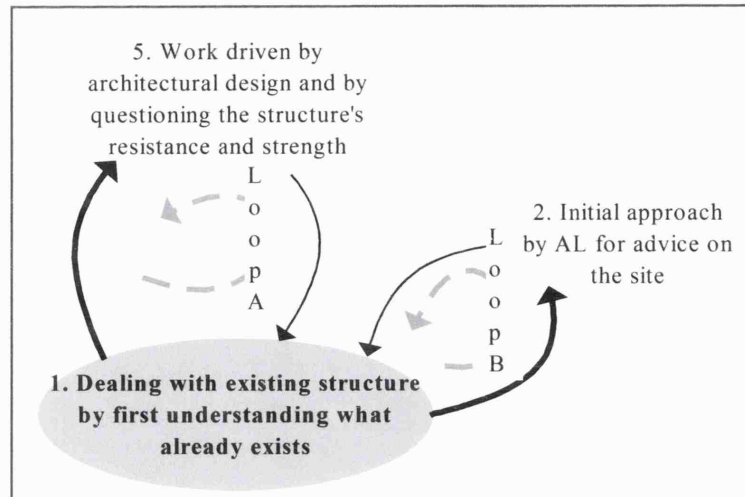 5. Work driven by
architectural design and by
questioning the structure's
resistance and strength
L
o
o
p
A
2. Initial approach
by AL for advice on
the site
L
o
o
p
B
1. Dealing with existing structure
by first understanding what
already exists